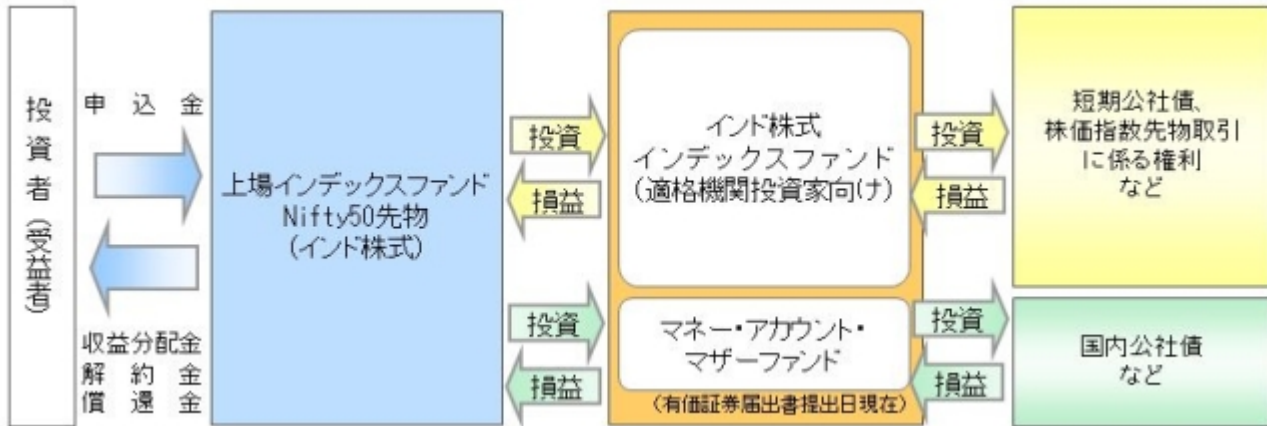 投資者(受益者)
申込金
収益分配金
解約金
償還金
上場インデックスファンド
Nifty50先物
(インド株式)
投資
損益
投資
損益
インド株式
インデックスファンド
(適格機関投資家向け)
マネー・アカウント・
マザーファンド
(有価証券届出書提出日現在)
投資
損益
投資
損益
短期公社債、
株価指数先物取引
に係る権利
など
国内公社債
など